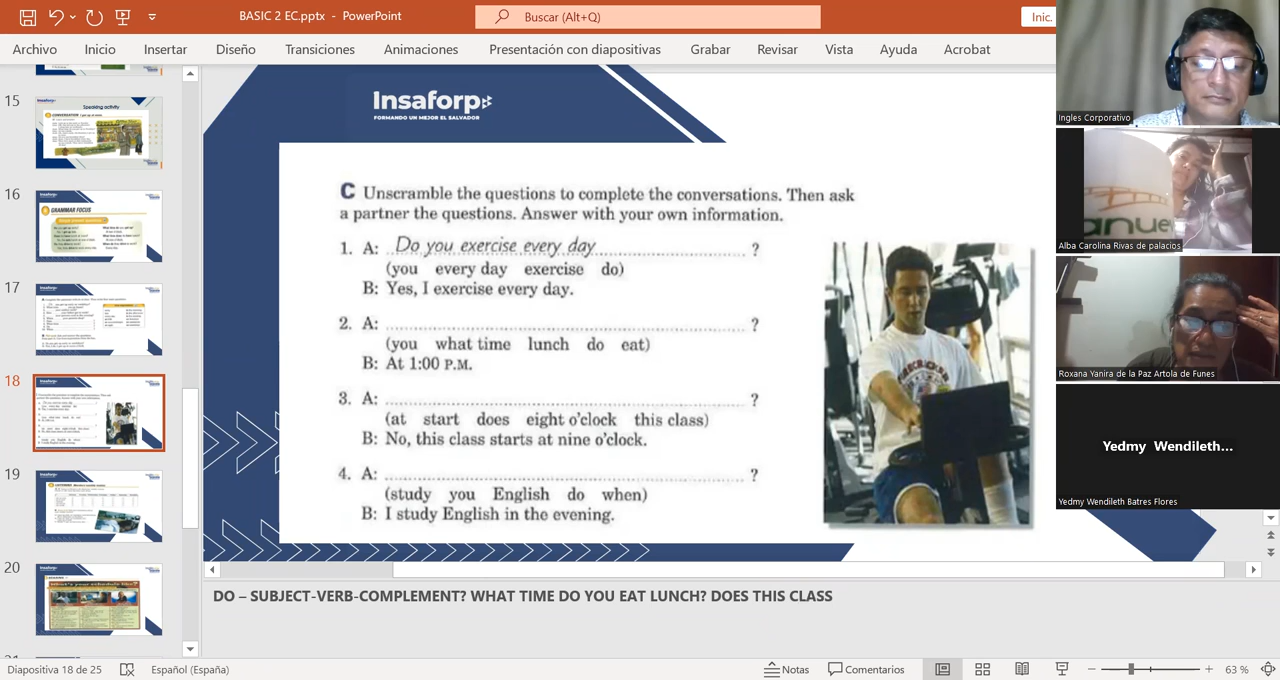 BASIC 2 EC.pptx - PowerPoint
Buscar (Alt+Q)
Inic.
Archivo Inicio Insertar Diseño Transiciones Animaciones Presentación con diapositivas Grabar Revisar Vista Ayuda Acrobat
15
Speaking activity
16
GRAMMAR FOCUS
17
18
19
20
Insaforp
FORMANDO UN MEJOR EL SALVADOR
C Unscramble the questions to complete the conversations. Then ask
a partner the questions. Answer with your own information.
1. A: Do you exercise every day ?
(you every day exercise do)
B: Yes, I exercise every day.
2. A: ?
(you what time lunch do eat)
B: At 1:00 P.M.
3. A: ?
(at start does eight o'clock this class)
B: No, this class starts at nine o'clock.
4. A: ?
(study you English do when)
B: I study English in the evening.
DO – SUBJECT-VERB-COMPLEMENT? WHAT TIME DO YOU EAT LUNCH? DOES THIS CLASS
Ingles Corporativo
anue
Alba Carolina Rivas de palacios
Roxana Yanira de la Paz Artola de Funes
Yedmy Wendileth...
Yedmy Wendileth Batres Flores
Diapositiva 18 de 25 Español (España) Notas Comentarios 63 %